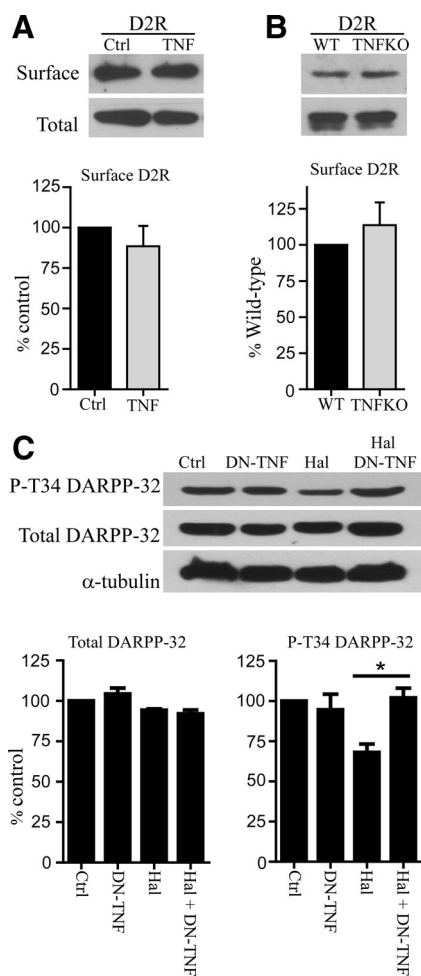 A
D2R
Ctrl TNF
Surface
Total
Surface D2R
125
100
75
50
25
0
% control
Ctrl
TNF
B
D2R
WT TNFKO
Surface D2R
125
100
75
50
25
0
% Wild-type
WT TNFKO
C
Ctrl DN-TNF Hal Hal DN-TNF
P-T34 DARPP-32
Total DARPP-32
α-tubulin
Total DARPP-32
125
100
75
50
25
0
% control
Ctrl
DN-TNF
Hal
Hal + DN-TNF
P-T34 DARPP-32
*
125
100
75
50
25
0
Ctrl
DN-TNF
Hal
Hal + DN-TNF